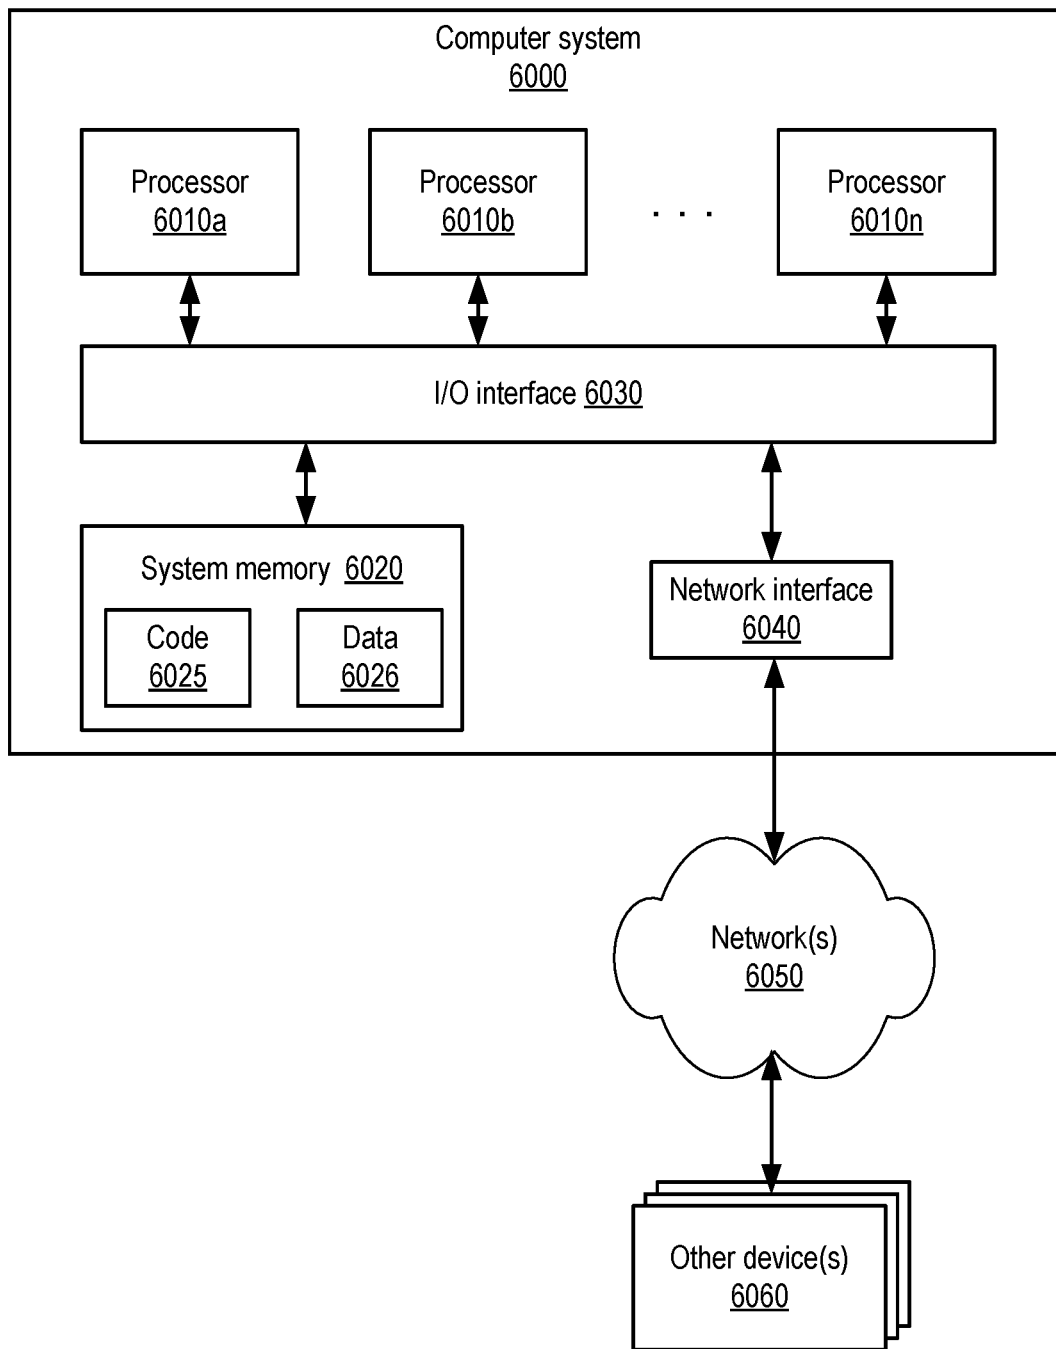 Computer system
6000
Processor
6010a
Processor
6010b
. . .
Processor
6010n
I/O interface 6030
System memory 6020
Code
6025
Data
6026
Network interface
6040
Network(s)
6050
Other device(s)
6060